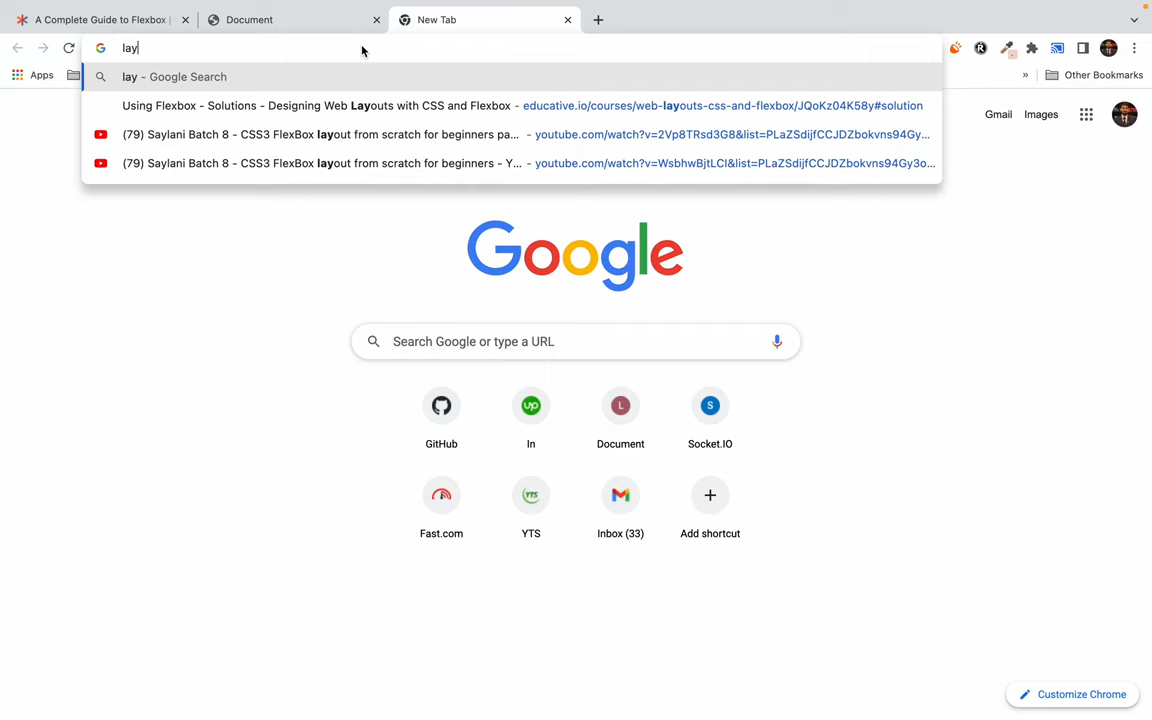 A Complete Guide to Flexbox |
Document
New Tab
lay
lay - Google Search
Using Flexbox - Solutions - Designing Web Layouts with CSS and Flexbox - educative.io/courses/web-layouts-css-and-flexbox/JQoKz04K58y#solution
(79) Saylani Batch 8 - CSS3 FlexBox layout from scratch for beginners pa... - youtube.com/watch?v=2Vp8TRsd3G8&list=PLaZSdijfCCJDZbokvns94Gy...
(79) Saylani Batch 8 - CSS3 FlexBox layout from scratch for beginners - Y... - youtube.com/watch?v=WsbhwBjtLCI&list=PLaZSdijfCCJDZbokvns94Gy3o...
Apps
»
Other Bookmarks
Gmail
Images
Google
Search Google or type a URL
GitHub
In
Document
Socket.IO
Fast.com
YTS
Inbox (33)
Add shortcut
Customize Chrome